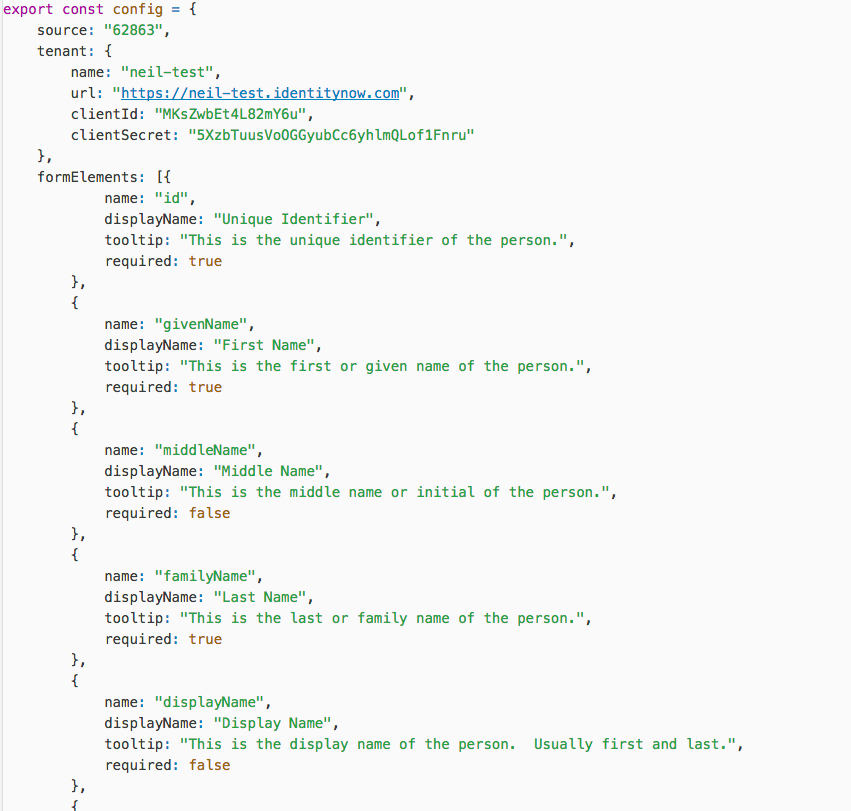 export const config = {
source: "62863",
tenant: {
name: "neil-test",
url: "https://neil-test.identitynow.com",
clientId: "MKsZwbEt4L82mY6u",
clientSecret: "5XzbTuusVoOGGyubCc6yhlmQLof1Fnru"
},
formElements: [{
name: "id",
displayName: "Unique Identifier",
tooltip: "This is the unique identifier of the person.",
required: true
},
{
name: "givenName",
displayName: "First Name",
tooltip: "This is the first or given name of the person.",
required: true
},
{
name: "middleName",
displayName: "Middle Name",
tooltip: "This is the middle name or initial of the person.",
required: false
},
{
name: "familyName",
displayName: "Last Name",
tooltip: "This is the last or family name of the person.",
required: true
},
{
name: "displayName",
displayName: "Display Name",
tooltip: "This is the display name of the person.  Usually first and last.",
required: false
},
{